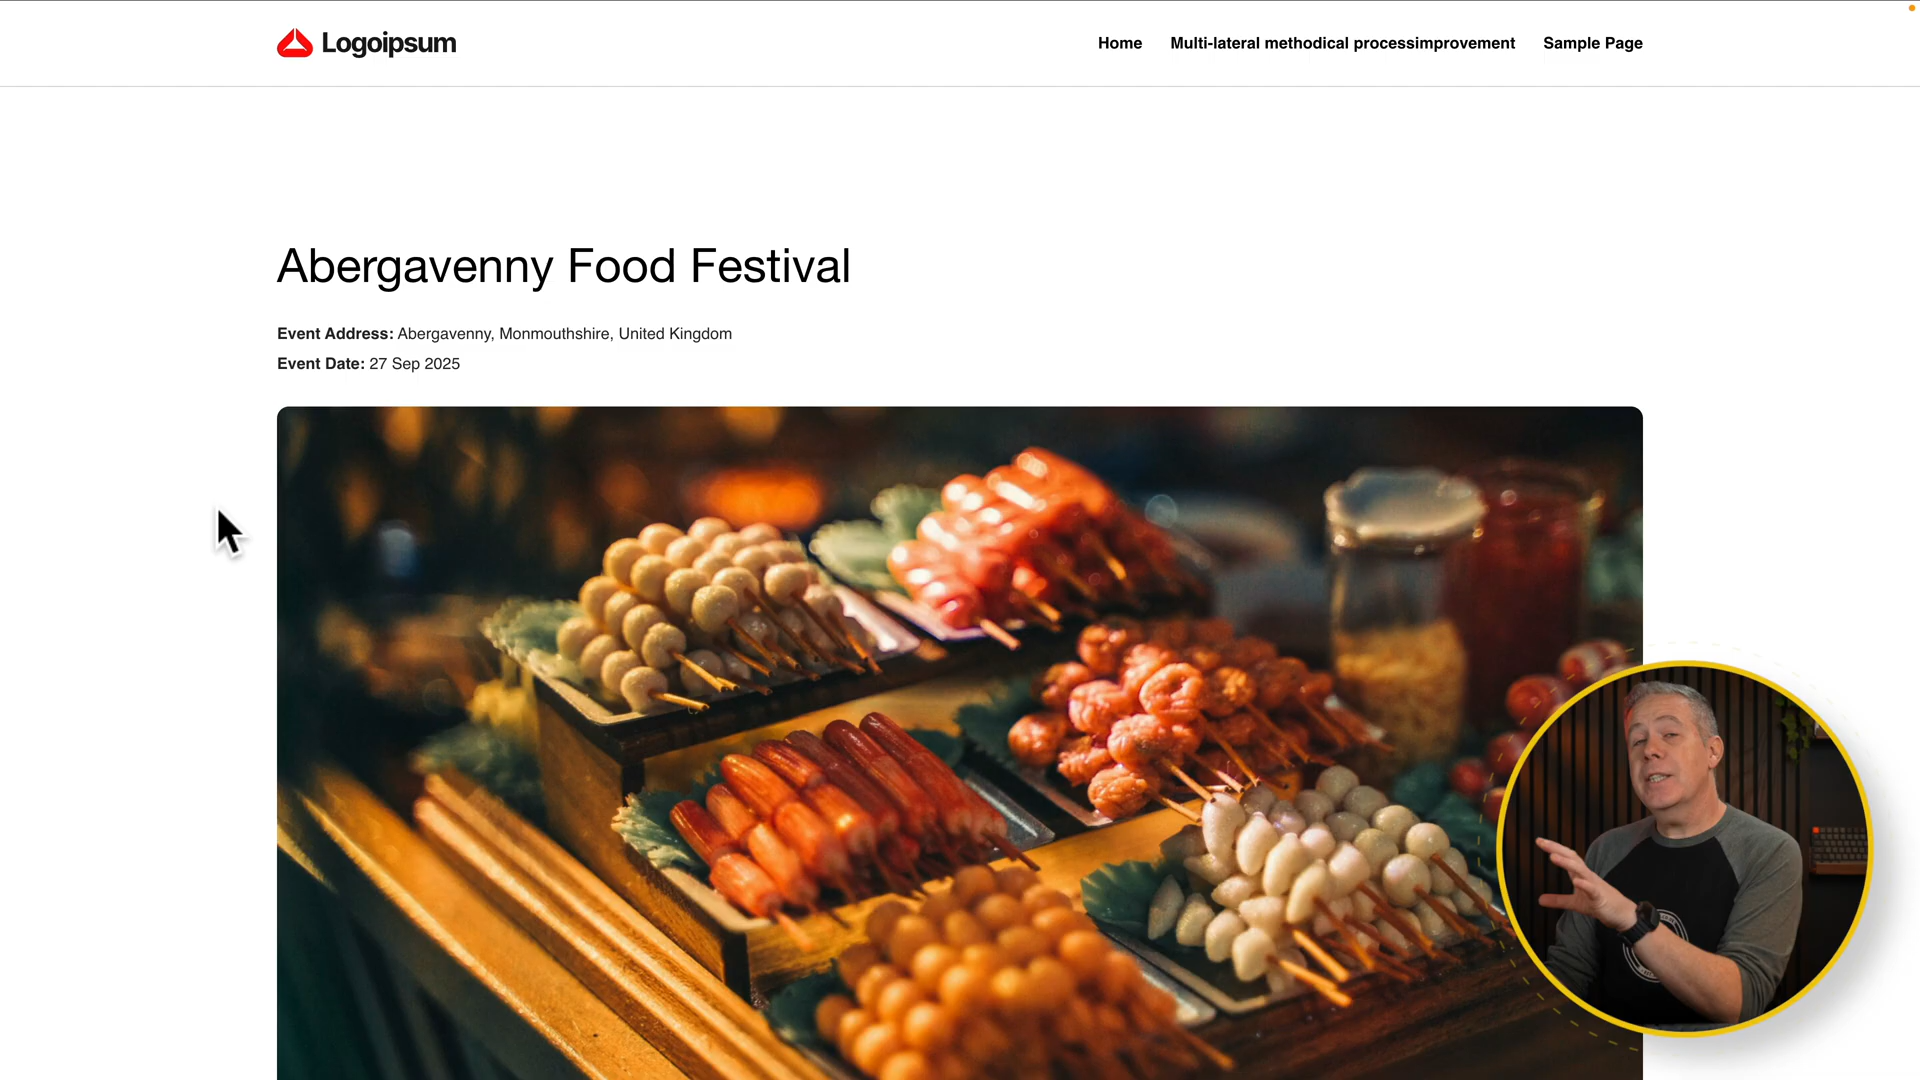 Logoipsum
Home Multi-lateral methodical processimprovement Sample Page
Abergavenny Food Festival
Event Address: Abergavenny, Monmouthshire, United Kingdom
Event Date: 27 Sep 2025